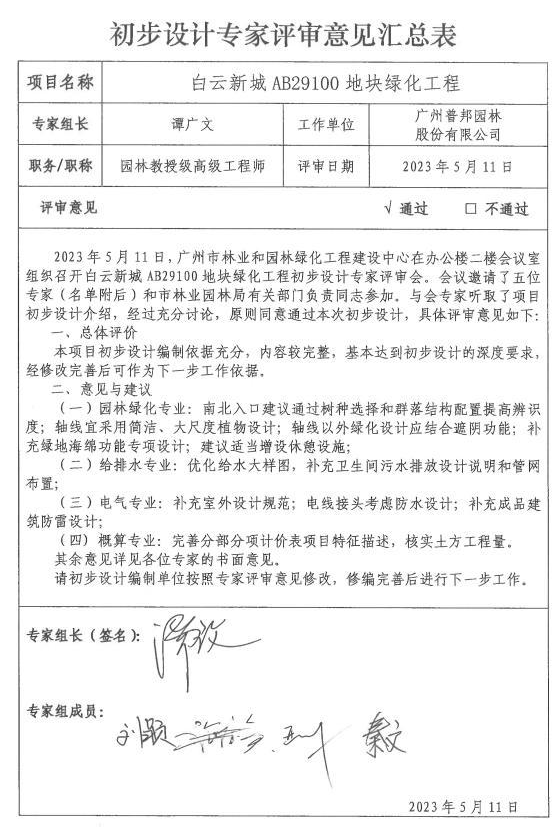 初步设计专家评审意见汇总表
项目名称 白云新城 AB29100 地块绿化工程
专家组长 谭广文 工作单位 广州普邦园林
股份有限公司
职务/职称 园林教授级高级工程师 评审日期 2023 年 5 月 11 日
评审意见 √ 通过 □ 不通过
2023 年 5 月 11 日,广州市林业和园林绿化工程建设中心在办公楼二楼会议室
组织召开白云新城 AB29100 地块绿化工程初步设计专家评审会。会议邀请了五位
专家（名单附后）和市林业园林局有关部门负责同志参加。与会专家听取了项目
初步设计介绍，经过充分讨论，原则同意通过本次初步设计，具体评审意见如下：
一、总体评价
本项目初步设计编制依据充分，内容较完整，基本达到初步设计的深度要求，
经修改完善后可作为下一步工作依据。
二、意见与建议
（一）园林绿化专业：南北入口建议通过树种选择和群落结构配置提高辨识
度；轴线宜采用简洁、大尺度植物设计；轴线以外绿化设计应结合遮阴功能；补
充绿地海绵功能专项设计；建议适当增设休憩设施；
（二）给排水专业：优化给水大样图，补充卫生间污水排放设计说明和管网
布置；
（三）电气专业：补充室外设计规范；电线接头考虑防水设计；补充成品建
筑防雷设计；
（四）概算专业：完善分部分项计价表项目特征描述，核实土方工程量。
其余意见详见各位专家的书面意见。
请初步设计编制单位按照专家评审意见修改，修编完善后进行下一步工作。
专家组长（签名）：
专家组成员：
刘颖
2023 年 5 月 11 日